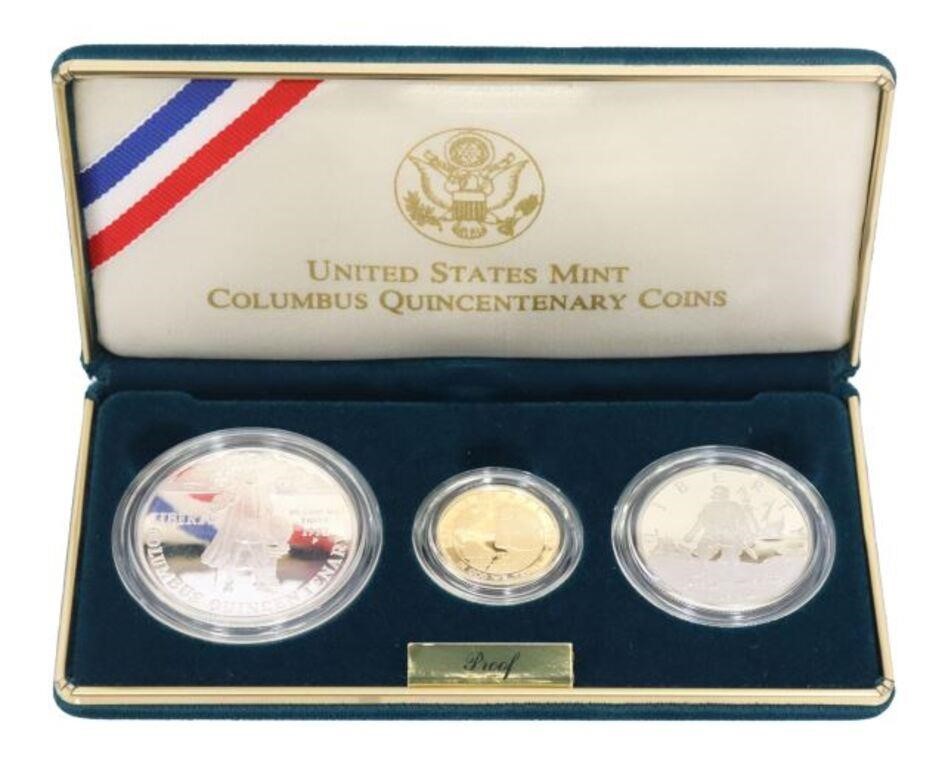 UNITED STATES MINT
COLUMBUS QUINCENTENARY COINS
LIBERTY
COLUMBUS QUINCENTENARY
LIBERTY
Proof